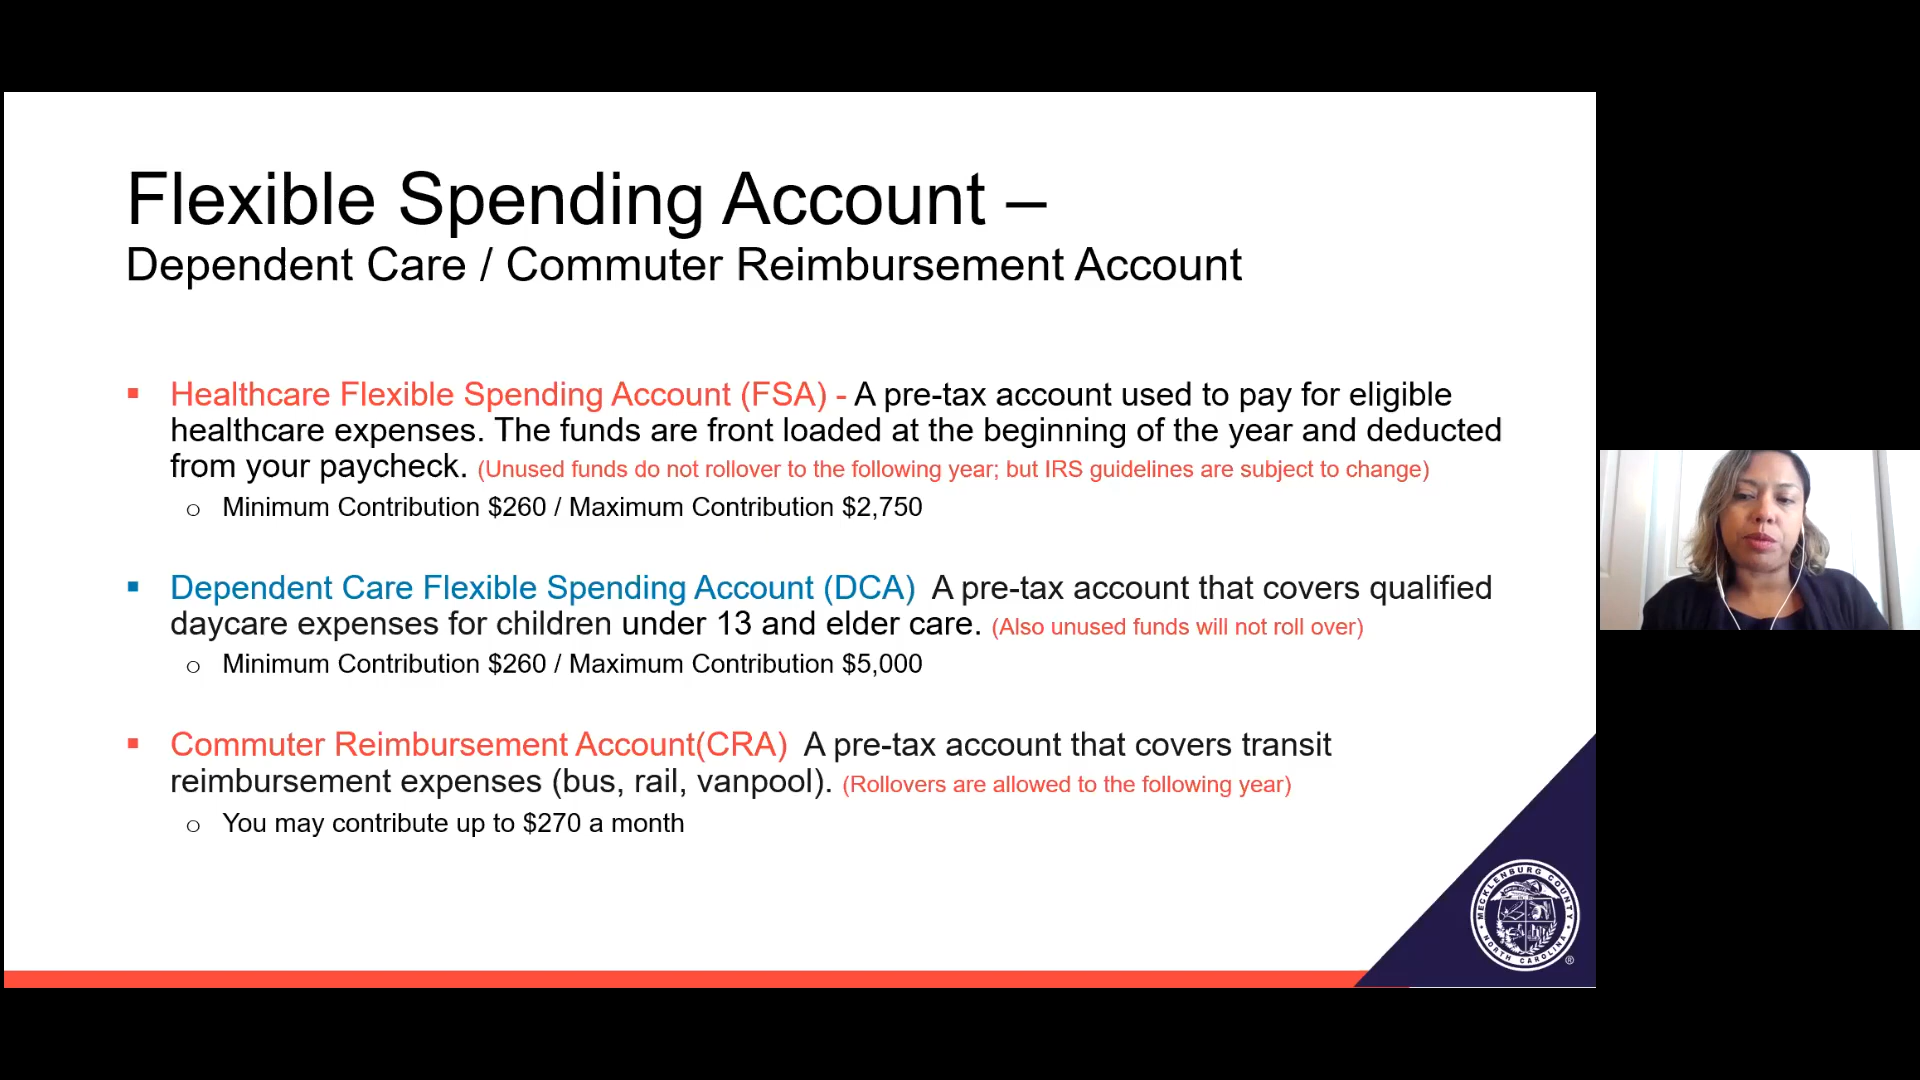 Flexible Spending Account –
Dependent Care / Commuter Reimbursement Account
▪ Healthcare Flexible Spending Account (FSA) - A pre-tax account used to pay for eligible
healthcare expenses. The funds are front loaded at the beginning of the year and deducted
from your paycheck. (Unused funds do not rollover to the following year; but IRS guidelines are subject to change)
o Minimum Contribution $260 / Maximum Contribution $2,750
▪ Dependent Care Flexible Spending Account (DCA) A pre-tax account that covers qualified
daycare expenses for children under 13 and elder care. (Also unused funds will not roll over)
o Minimum Contribution $260 / Maximum Contribution $5,000
▪ Commuter Reimbursement Account(CRA) A pre-tax account that covers transit
reimbursement expenses (bus, rail, vanpool). (Rollovers are allowed to the following year)
o You may contribute up to $270 a month
MECKLENBURG COUNTY
NORTH CAROLINA
®